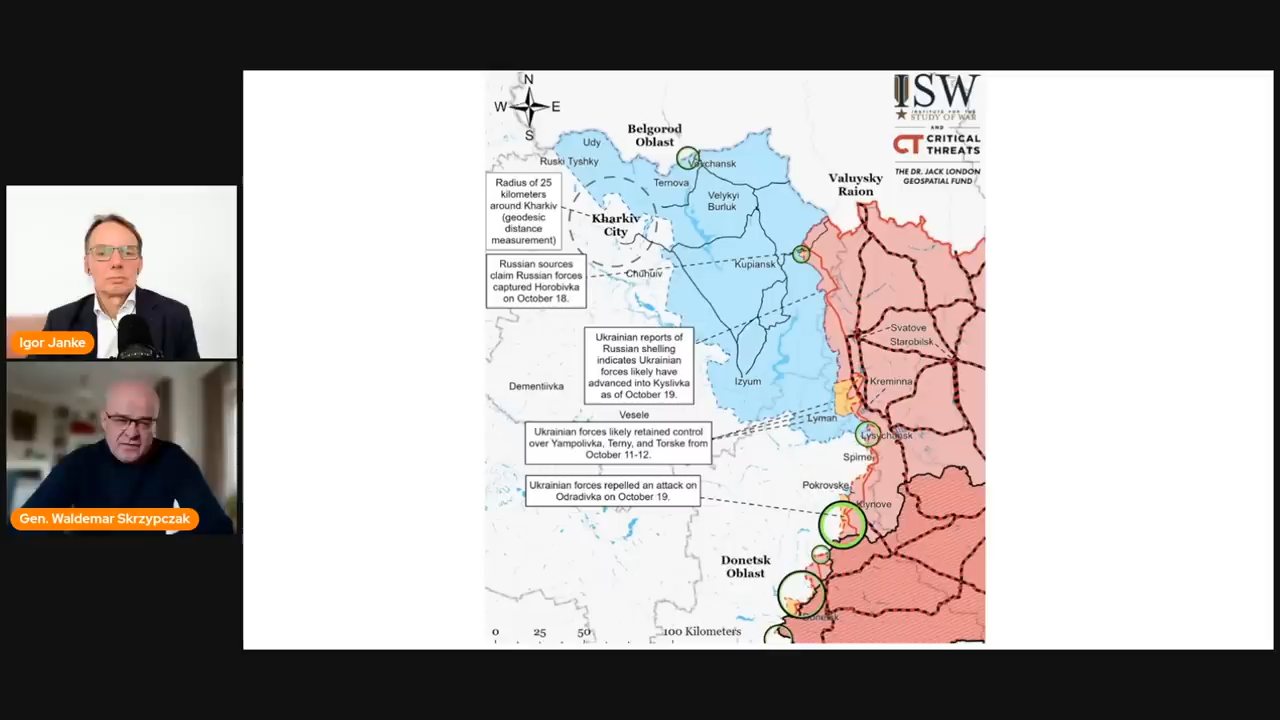 N
W E
S
ISW
INSTITUTE FOR THE
STUDY OF WAR
AND
CT CRITICAL
THREATS
THE DR. JACK LONDON
GEOSPATIAL FUND
Belgorod
Oblast
Udy
Ruski Tyshky
Vovchansk
Ternova
Velykyi
Burluk
Valuysky
Raion
Radius of 25
kilometers
around Kharkiv
(geodesic
distance
measurement)
Kharkiv
City
Russian sources
claim Russian forces
captured Horobivka
on October 18.
Chuhuiv
Kupiansk
Svatove
Starobilsk
Ukrainian reports of
Russian shelling
indicates Ukrainian
forces likely have
advanced into Kyslivka
as of October 19.
Dementiivka
Izyum
Kreminna
Vesele
Lyman
Lysychansk
Ukrainian forces likely retained control
over Yampolivka, Terny, and Torske from
October 11-12.
Spirne
Pokrovske
Ukrainian forces repelled an attack on
Odradivka on October 19.
Klynove
Donetsk
Oblast
Donetsk
0 25 50 100 Kilometers
Igor Janke
Gen. Waldemar Skrzypczak